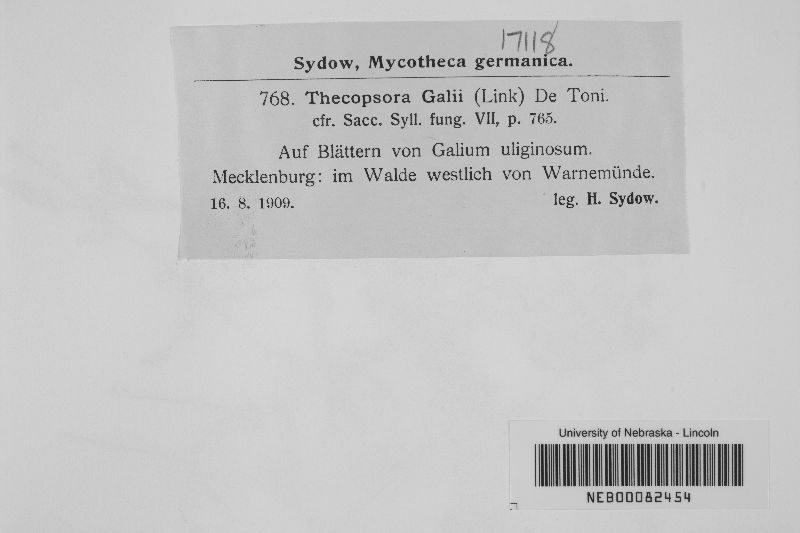 17118
Sydow, Mycotheca germanica.
768. Thecopsora Galii (Link) De Toni.
cfr. Sacc. Syll. fung. VII, p. 765.
Auf Blättern von Galium uliginosum.
Mecklenburg: im Walde westlich von Warnemünde.
16. 8. 1909. leg. H. Sydow.
University of Nebraska - Lincoln
NEB00082454